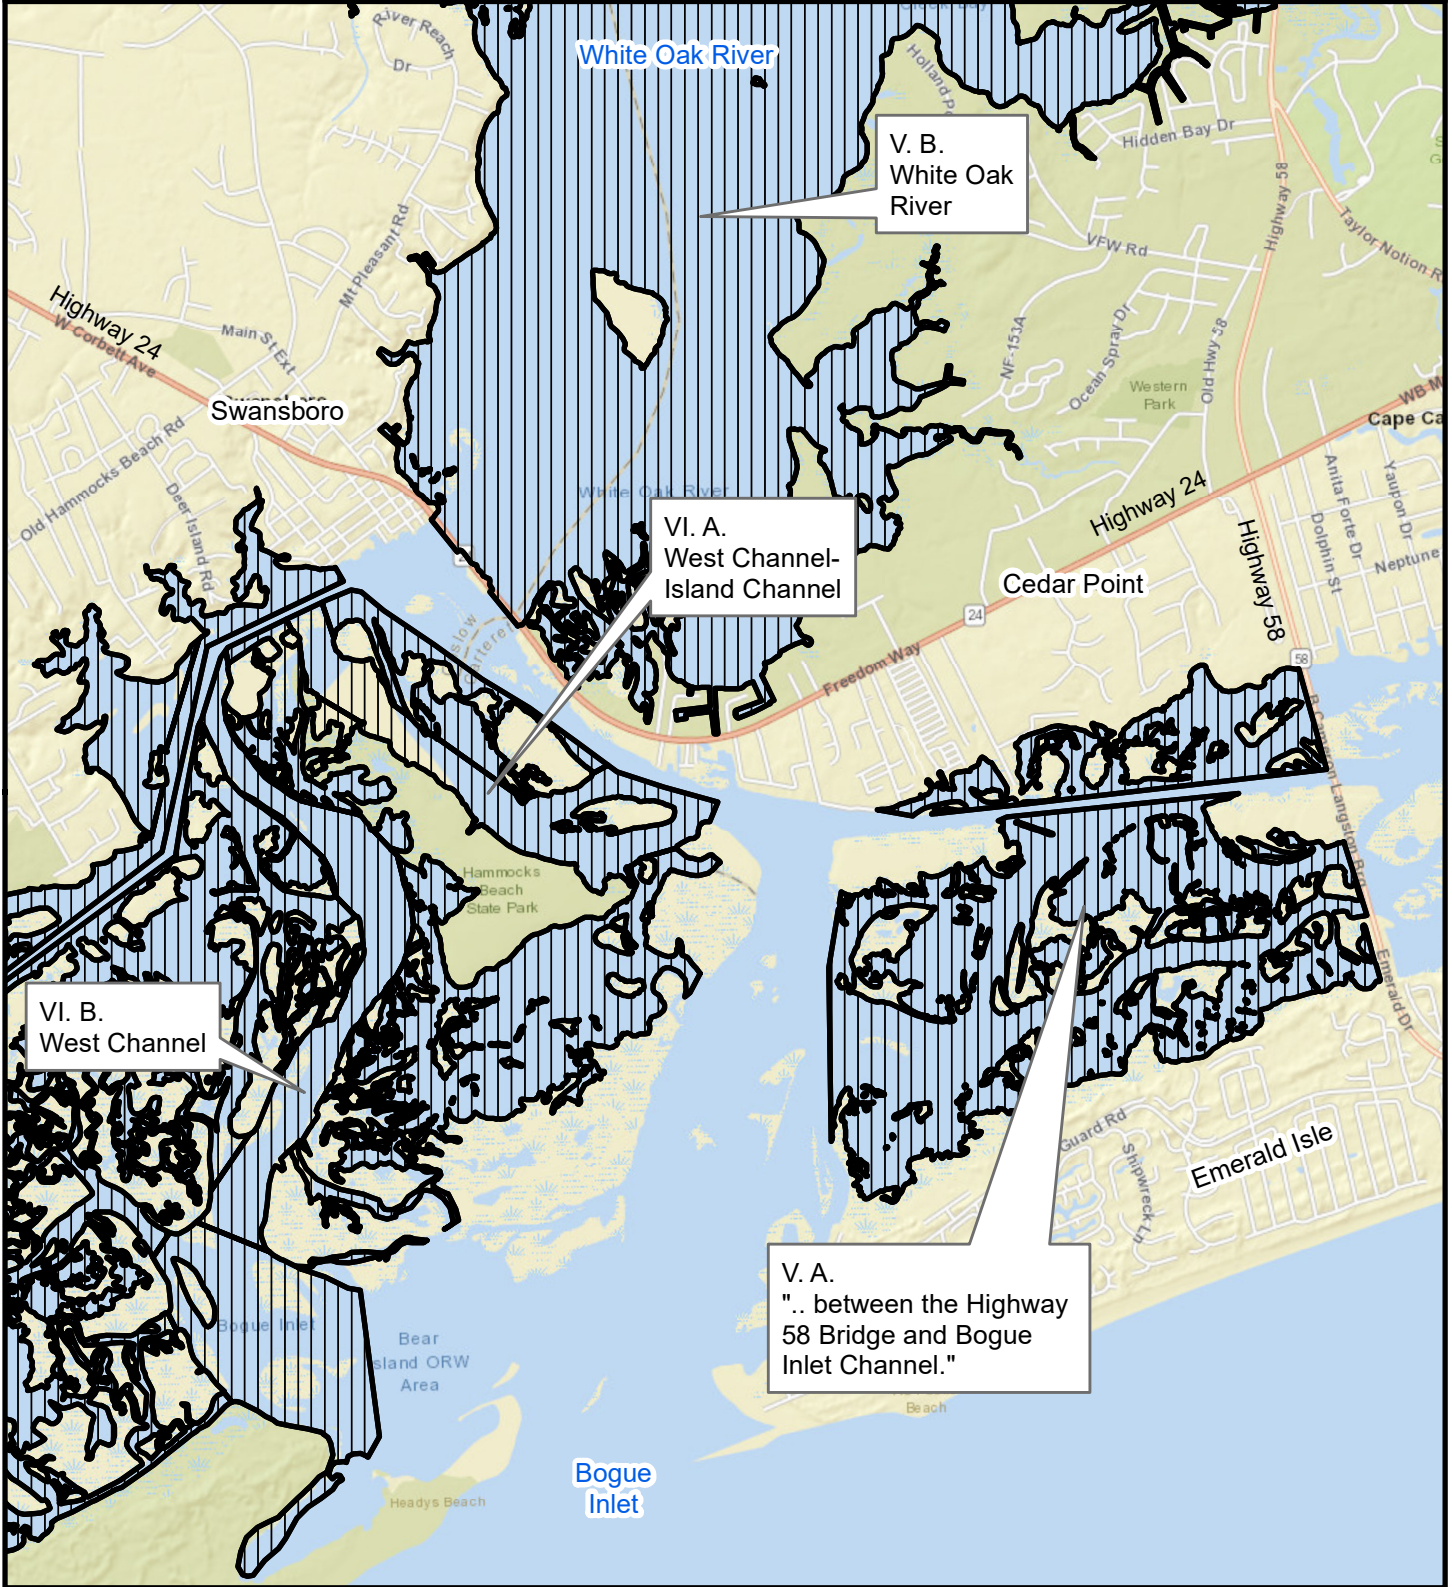 River Reach
Dr
White Oak River
Holland
Hidden Bay Dr
V. B.
White Oak
River
Highway 58
Taylor Notion
VFW Rd
Mt Pleasant Rd
Highway 24
W Corbett Ave
Main St Ext
Swansboro
NF-153A
Ocean Spray Dr
Old Hwy 58
Western
Park
WB
Cape
Old Hammocks Beach Rd
Deer Island Rd
White Oak River
Highway 24
Anita Forte Dr
Yaupon Dr
Dolphin St
Neptune
VI. A.
West Channel-
Island Channel
Cedar Point
Highway 58
24
58
Freedom Way
B Cameron Langston Brg
Hammocks
Beach
State Park
VI. B.
West Channel
Emerald Dr
Guard Rd
Shipwreck Ln
Emerald Isle
V. A.
".. between the Highway
58 Bridge and Bogue
Inlet Channel."
Bogue Inlet
Bear
Island ORW
Area
Beach
Bogue
Inlet
Headys Beach